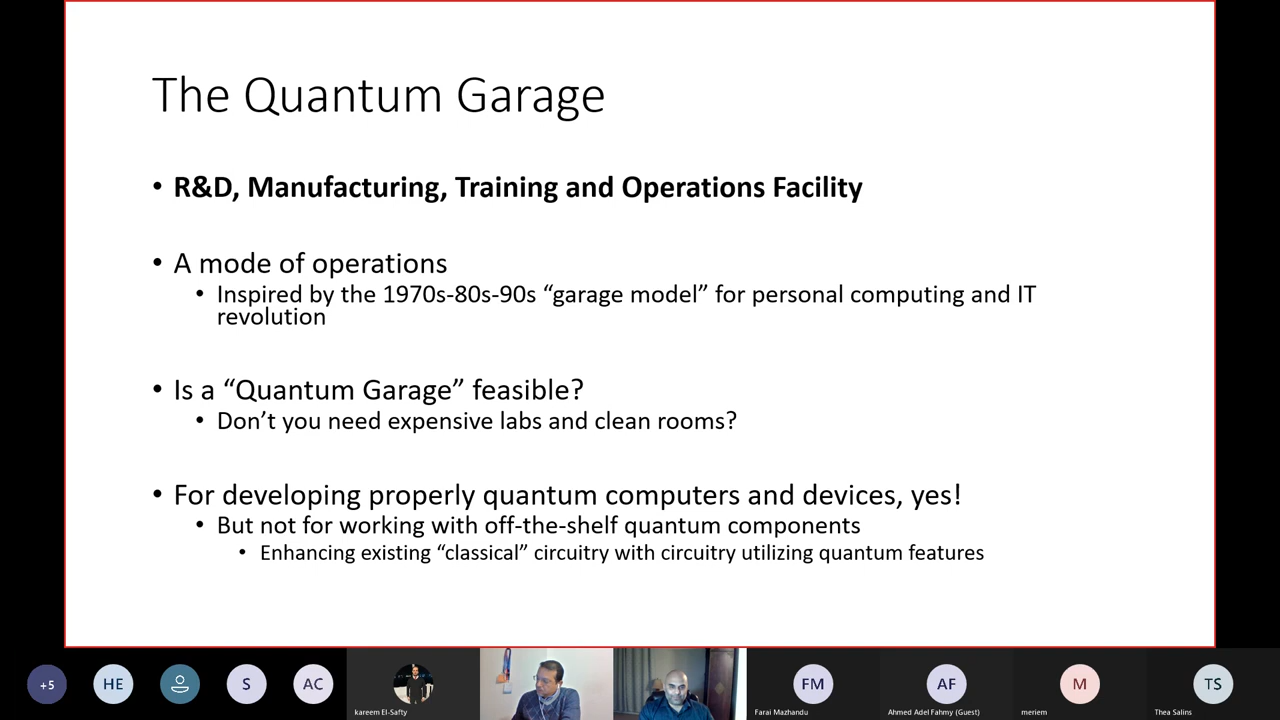 The Quantum Garage
• R&D, Manufacturing, Training and Operations Facility
• A mode of operations
• Inspired by the 1970s-80s-90s “garage model” for personal computing and IT
revolution
• Is a “Quantum Garage” feasible?
• Don’t you need expensive labs and clean rooms?
• For developing properly quantum computers and devices, yes!
• But not for working with off-the-shelf quantum components
• Enhancing existing “classical” circuitry with circuitry utilizing quantum features
+5
HE
S
AC
kareem El-Safty
FM
Farai Mazhandu
AF
Ahmed Adel Fahmy (Guest)
M
meriem
TS
Thea Salins